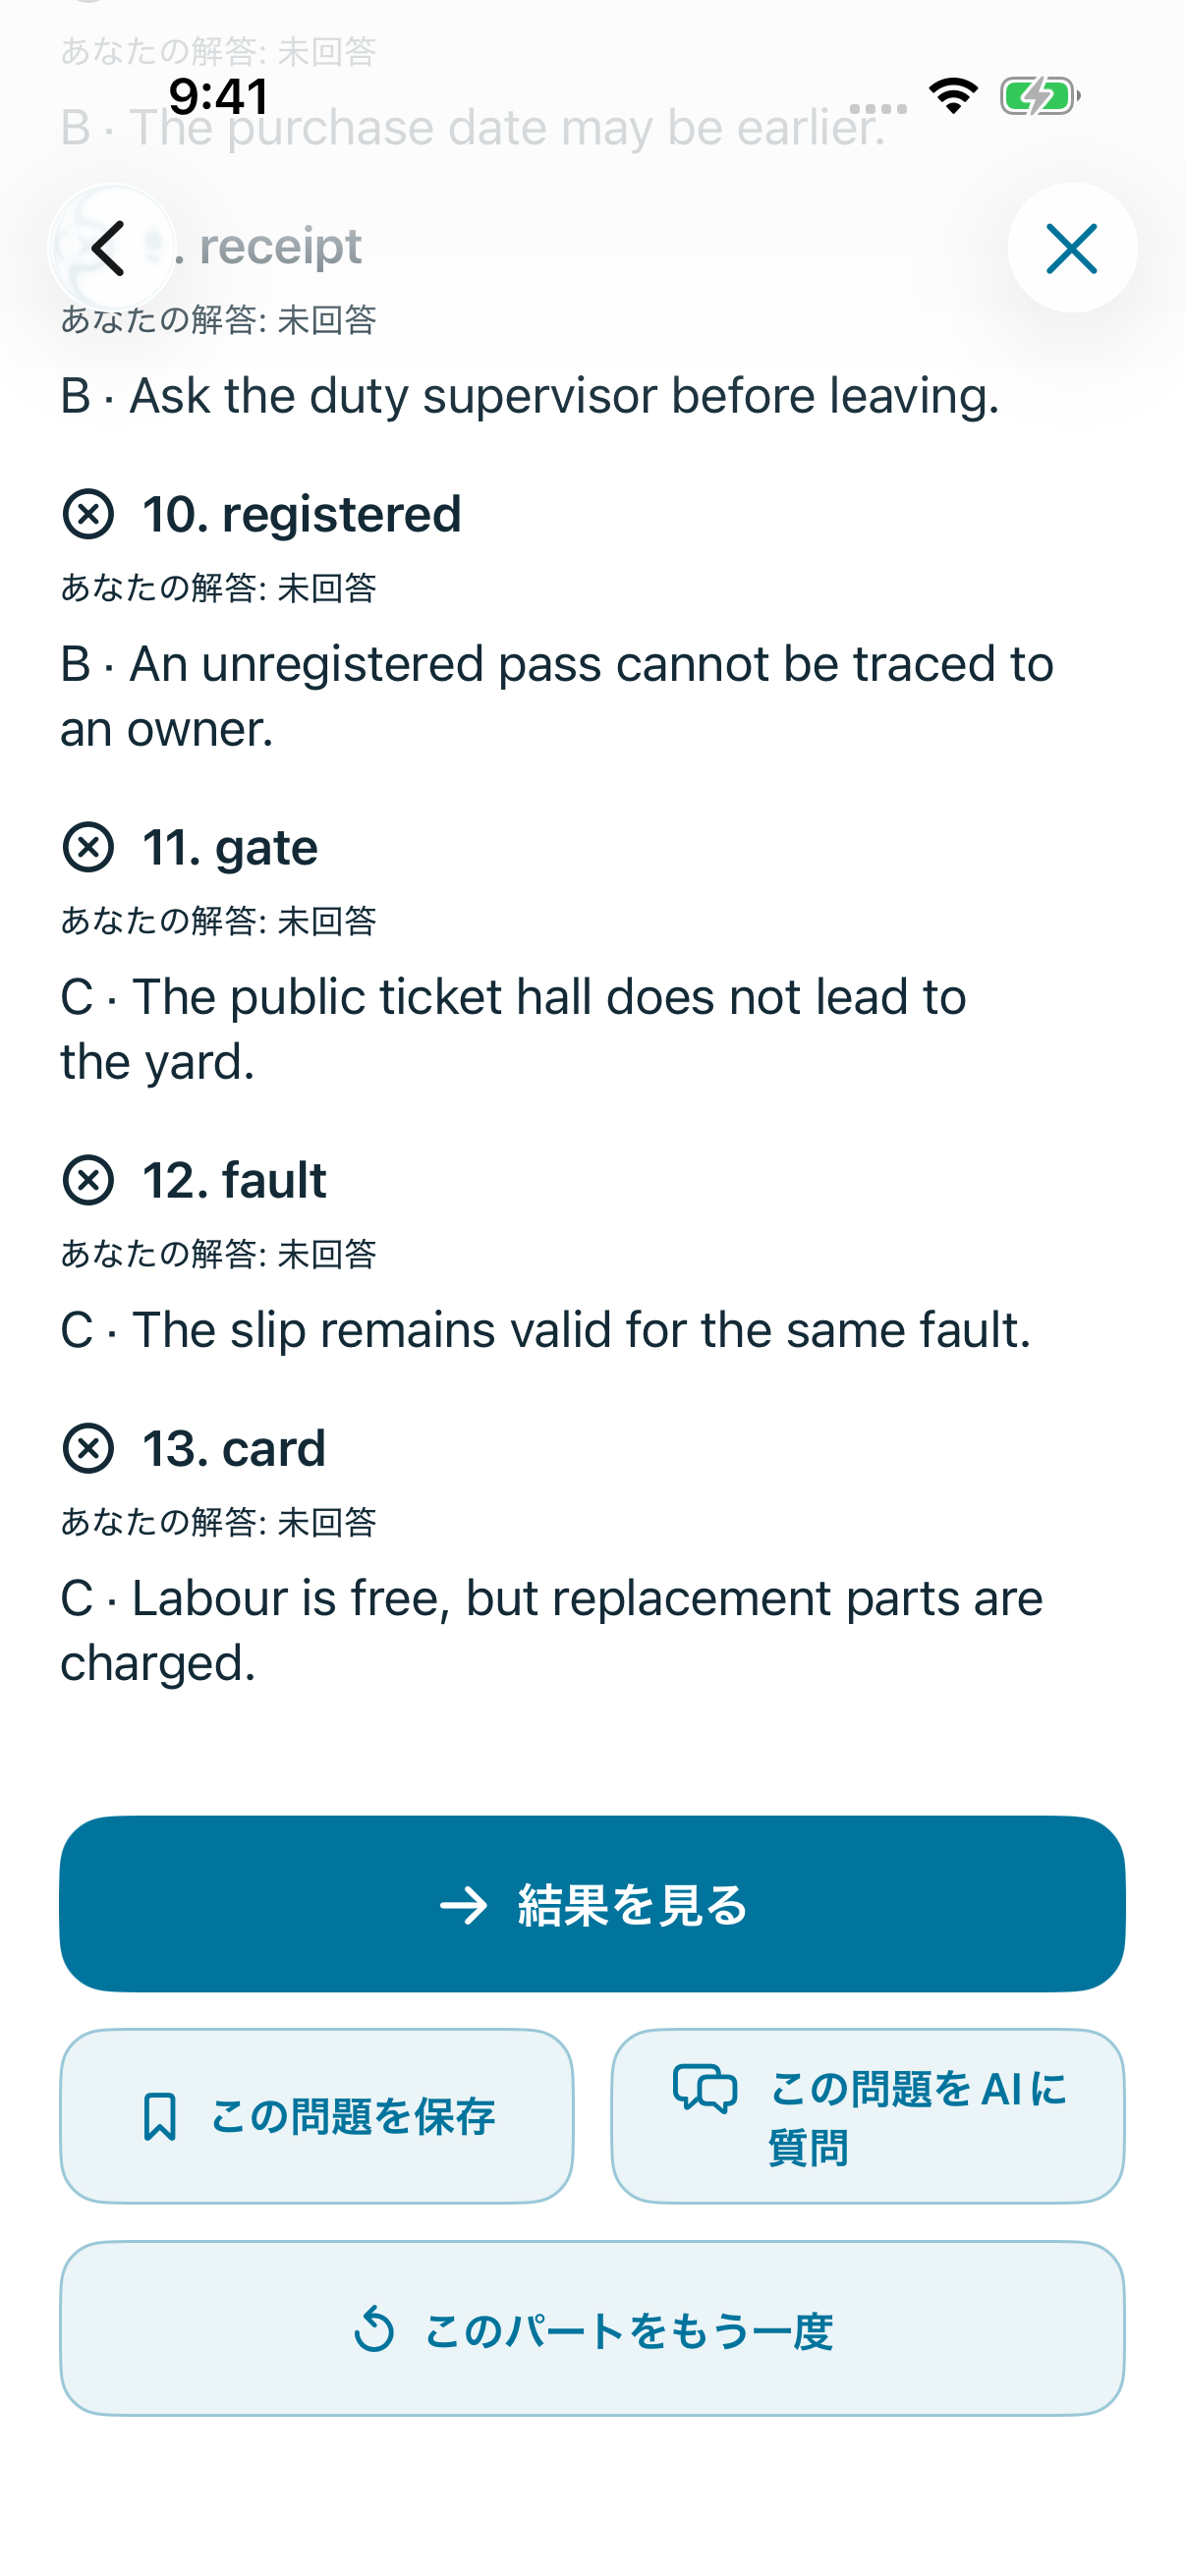 あなたの解答: 未回答
9:41
B · The purchase date may be earlier.
. receipt
あなたの解答: 未回答
B · Ask the duty supervisor before leaving.
10. registered
あなたの解答: 未回答
B · An unregistered pass cannot be traced to
an owner.
11. gate
あなたの解答: 未回答
C · The public ticket hall does not lead to
the yard.
12. fault
あなたの解答: 未回答
C · The slip remains valid for the same fault.
13. card
あなたの解答: 未回答
C · Labour is free, but replacement parts are
charged.
結果を見る
この問題を保存
この問題をAIに
質問
このパートをもう一度